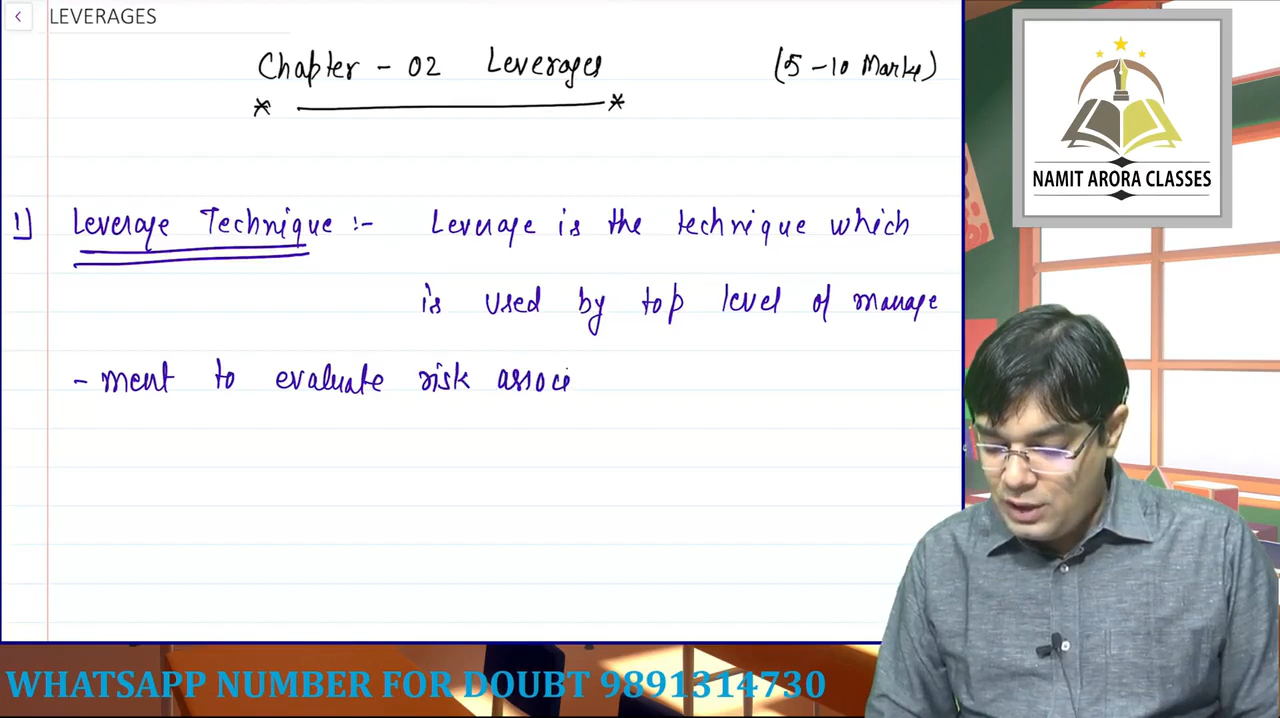 LEVERAGES
Chapter - 02 Leverages (5 - 10 Marks)
NAMIT ARORA CLASSES
1] Leverage Technique :- Leverage is the technique which
is used by top level of manage
- ment to evaluate risk associ
WHATSAPP NUMBER FOR DOUBT 9891314730